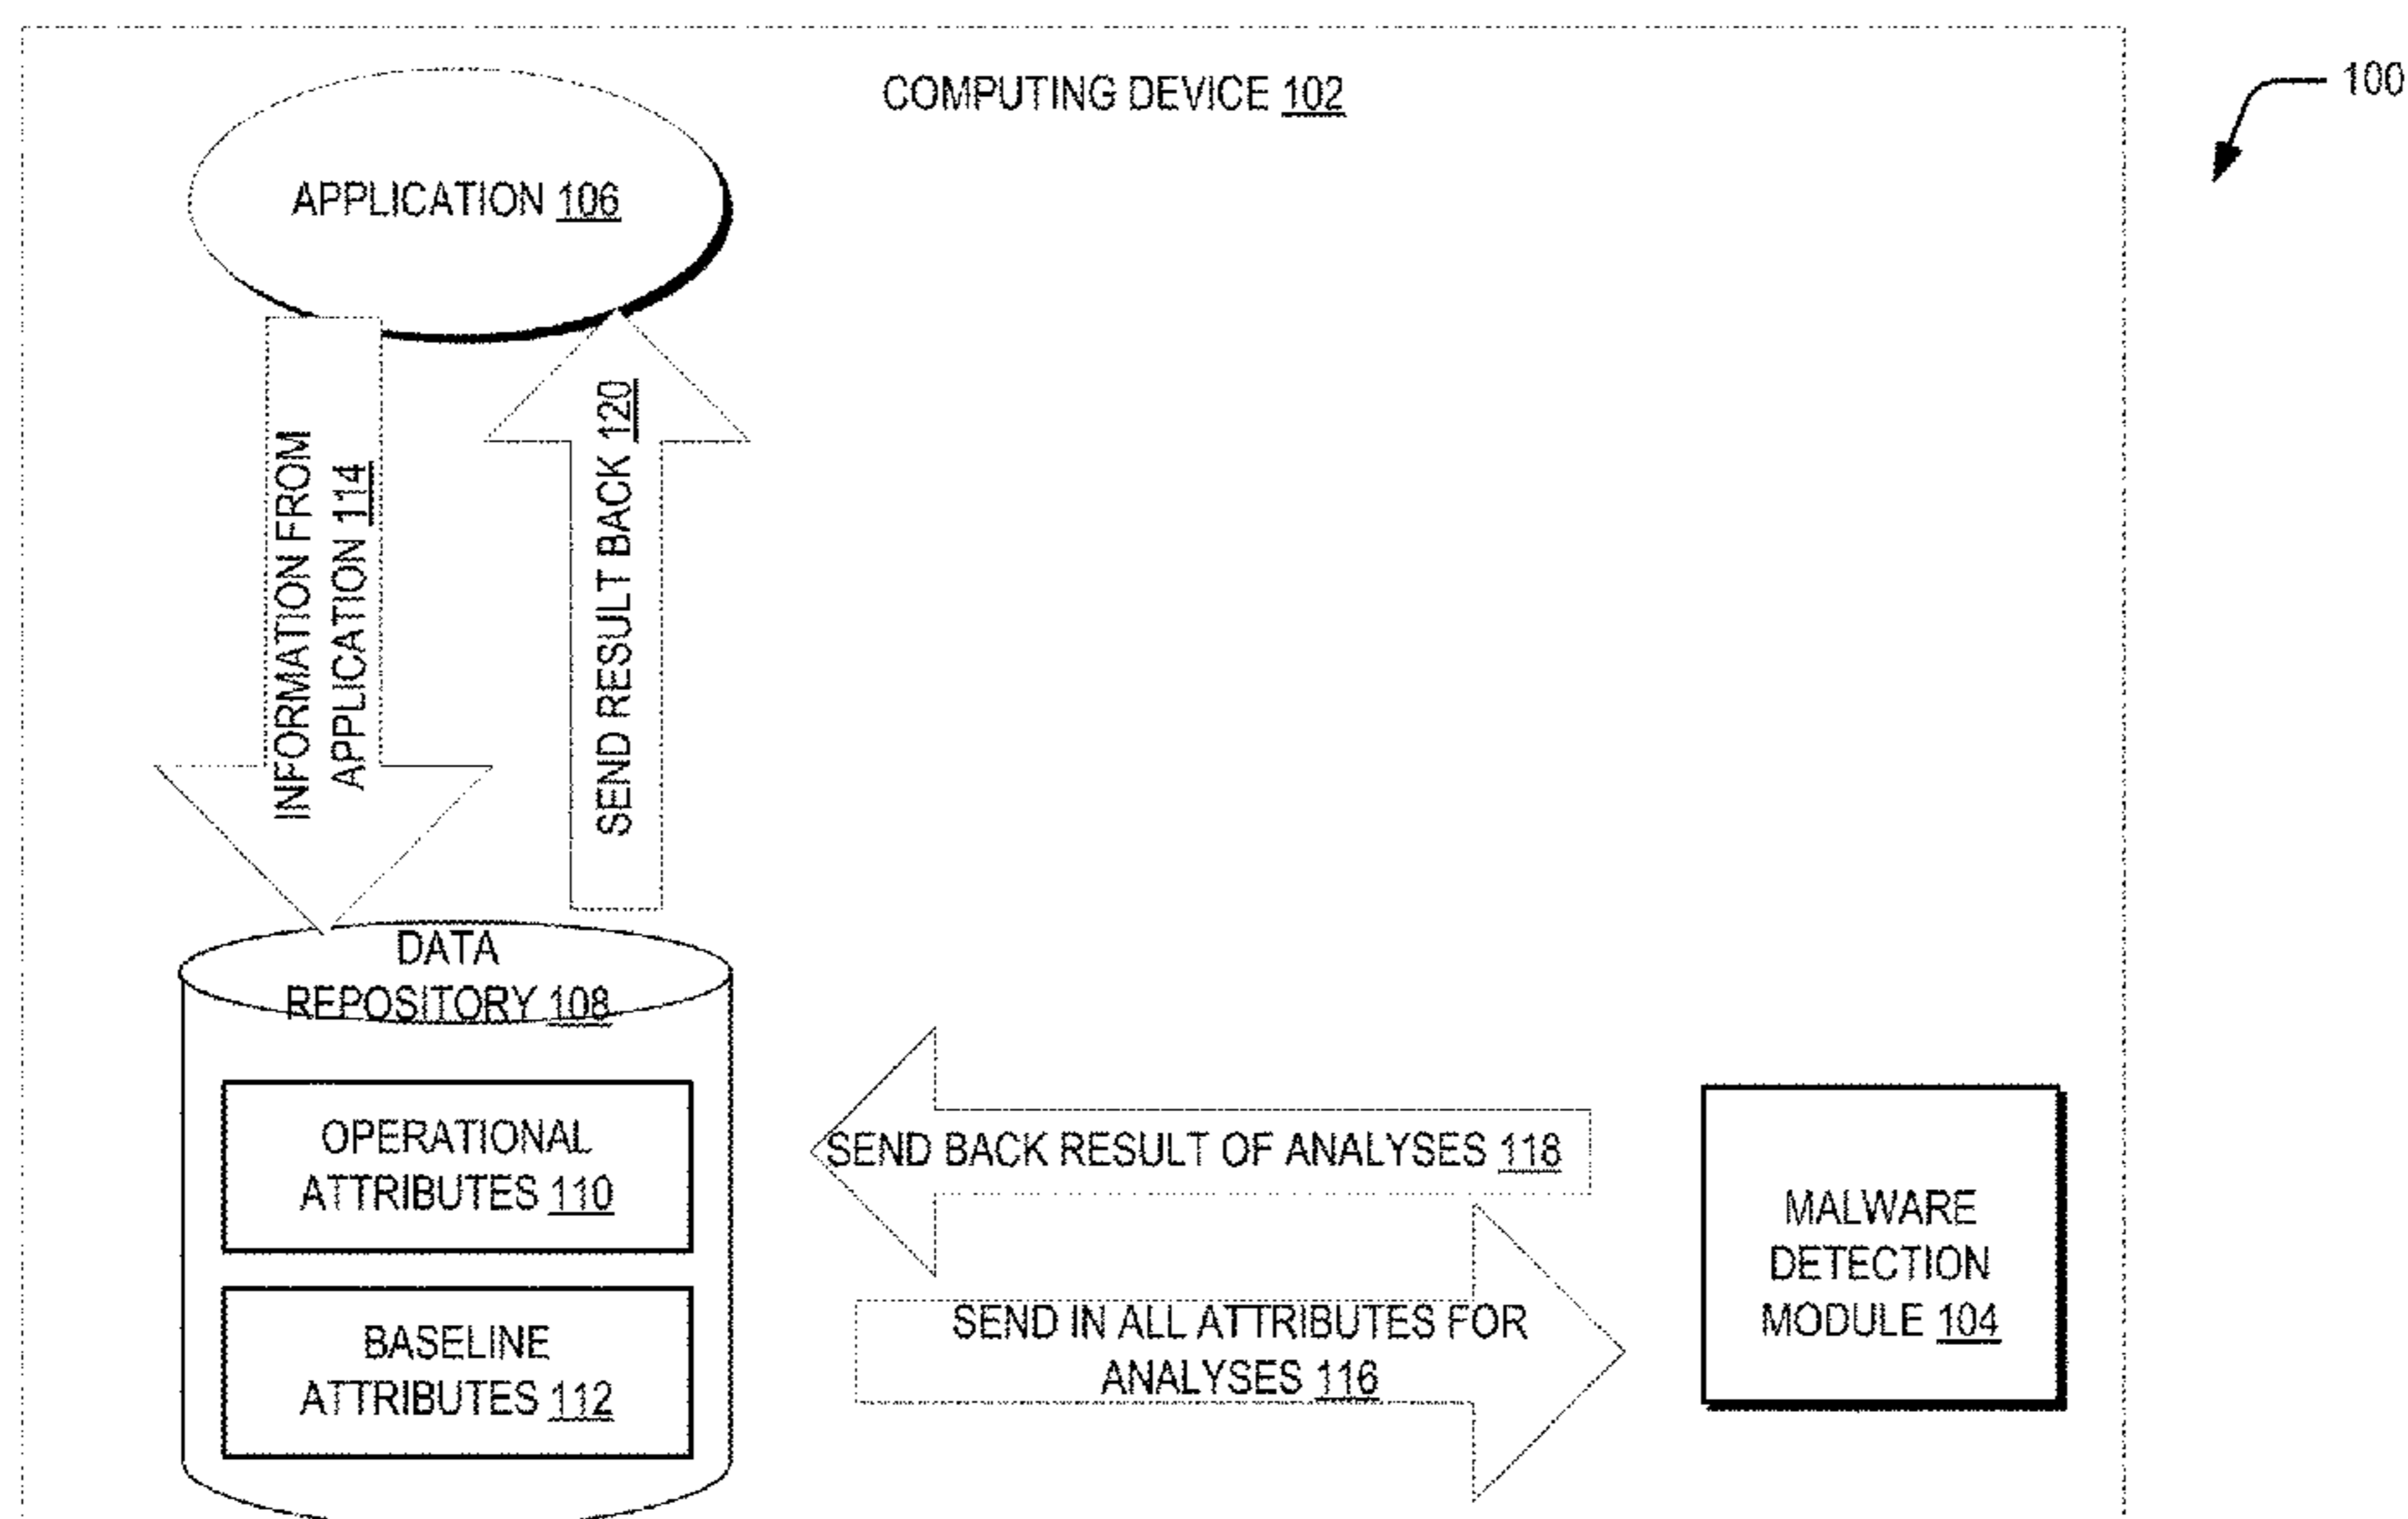 COMPUTING DEVICE 102
100
APPLICATION 106
INFORMATION FROM
APPLICATION 114
SEND RESULT BACK 120
DATA
REPOSITORY 108
OPERATIONAL
ATTRIBUTES 110
BASELINE
ATTRIBUTES 112
SEND BACK RESULT OF ANALYSES 118
SEND IN ALL ATTRIBUTES FOR
ANALYSES 116
MALWARE
DETECTION
MODULE 104